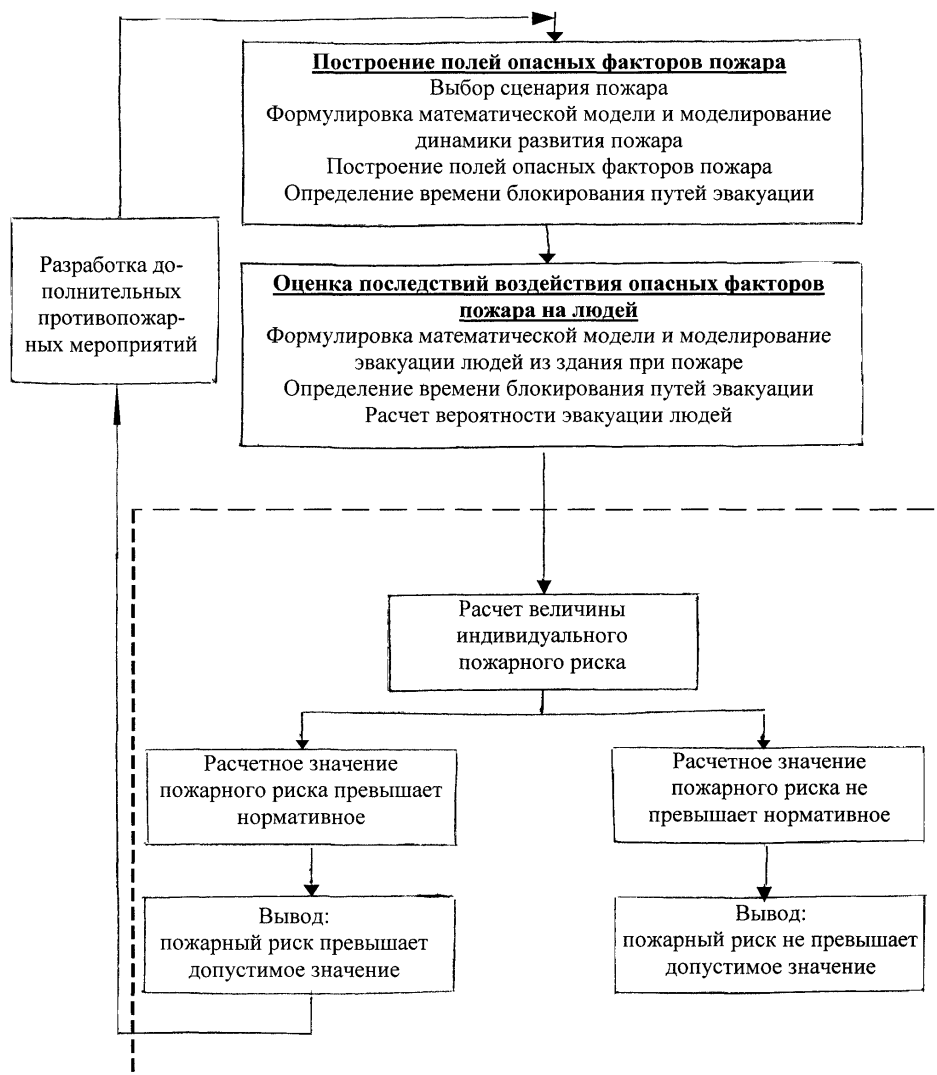 Построение полей опасных факторов пожара
Выбор сценария пожара
Формулировка математической модели и моделирование
динамики развития пожара
Построение полей опасных факторов пожара
Определение времени блокирования путей эвакуации
Разработка до-
полнительных
противопожар-
ных мероприятий
Оценка последствий воздействия опасных факторов
пожара на людей
Формулировка математической модели и моделирование
эвакуации людей из здания при пожаре
Определение времени блокирования путей эвакуации
Расчет вероятности эвакуации людей
Расчет величины
индивидуального
пожарного риска
Расчетное значение
пожарного риска превышает
нормативное
Расчетное значение
пожарного риска не
превышает нормативное
Вывод:
пожарный риск превышает
допустимое значение
Вывод:
пожарный риск не превышает
допустимое значение